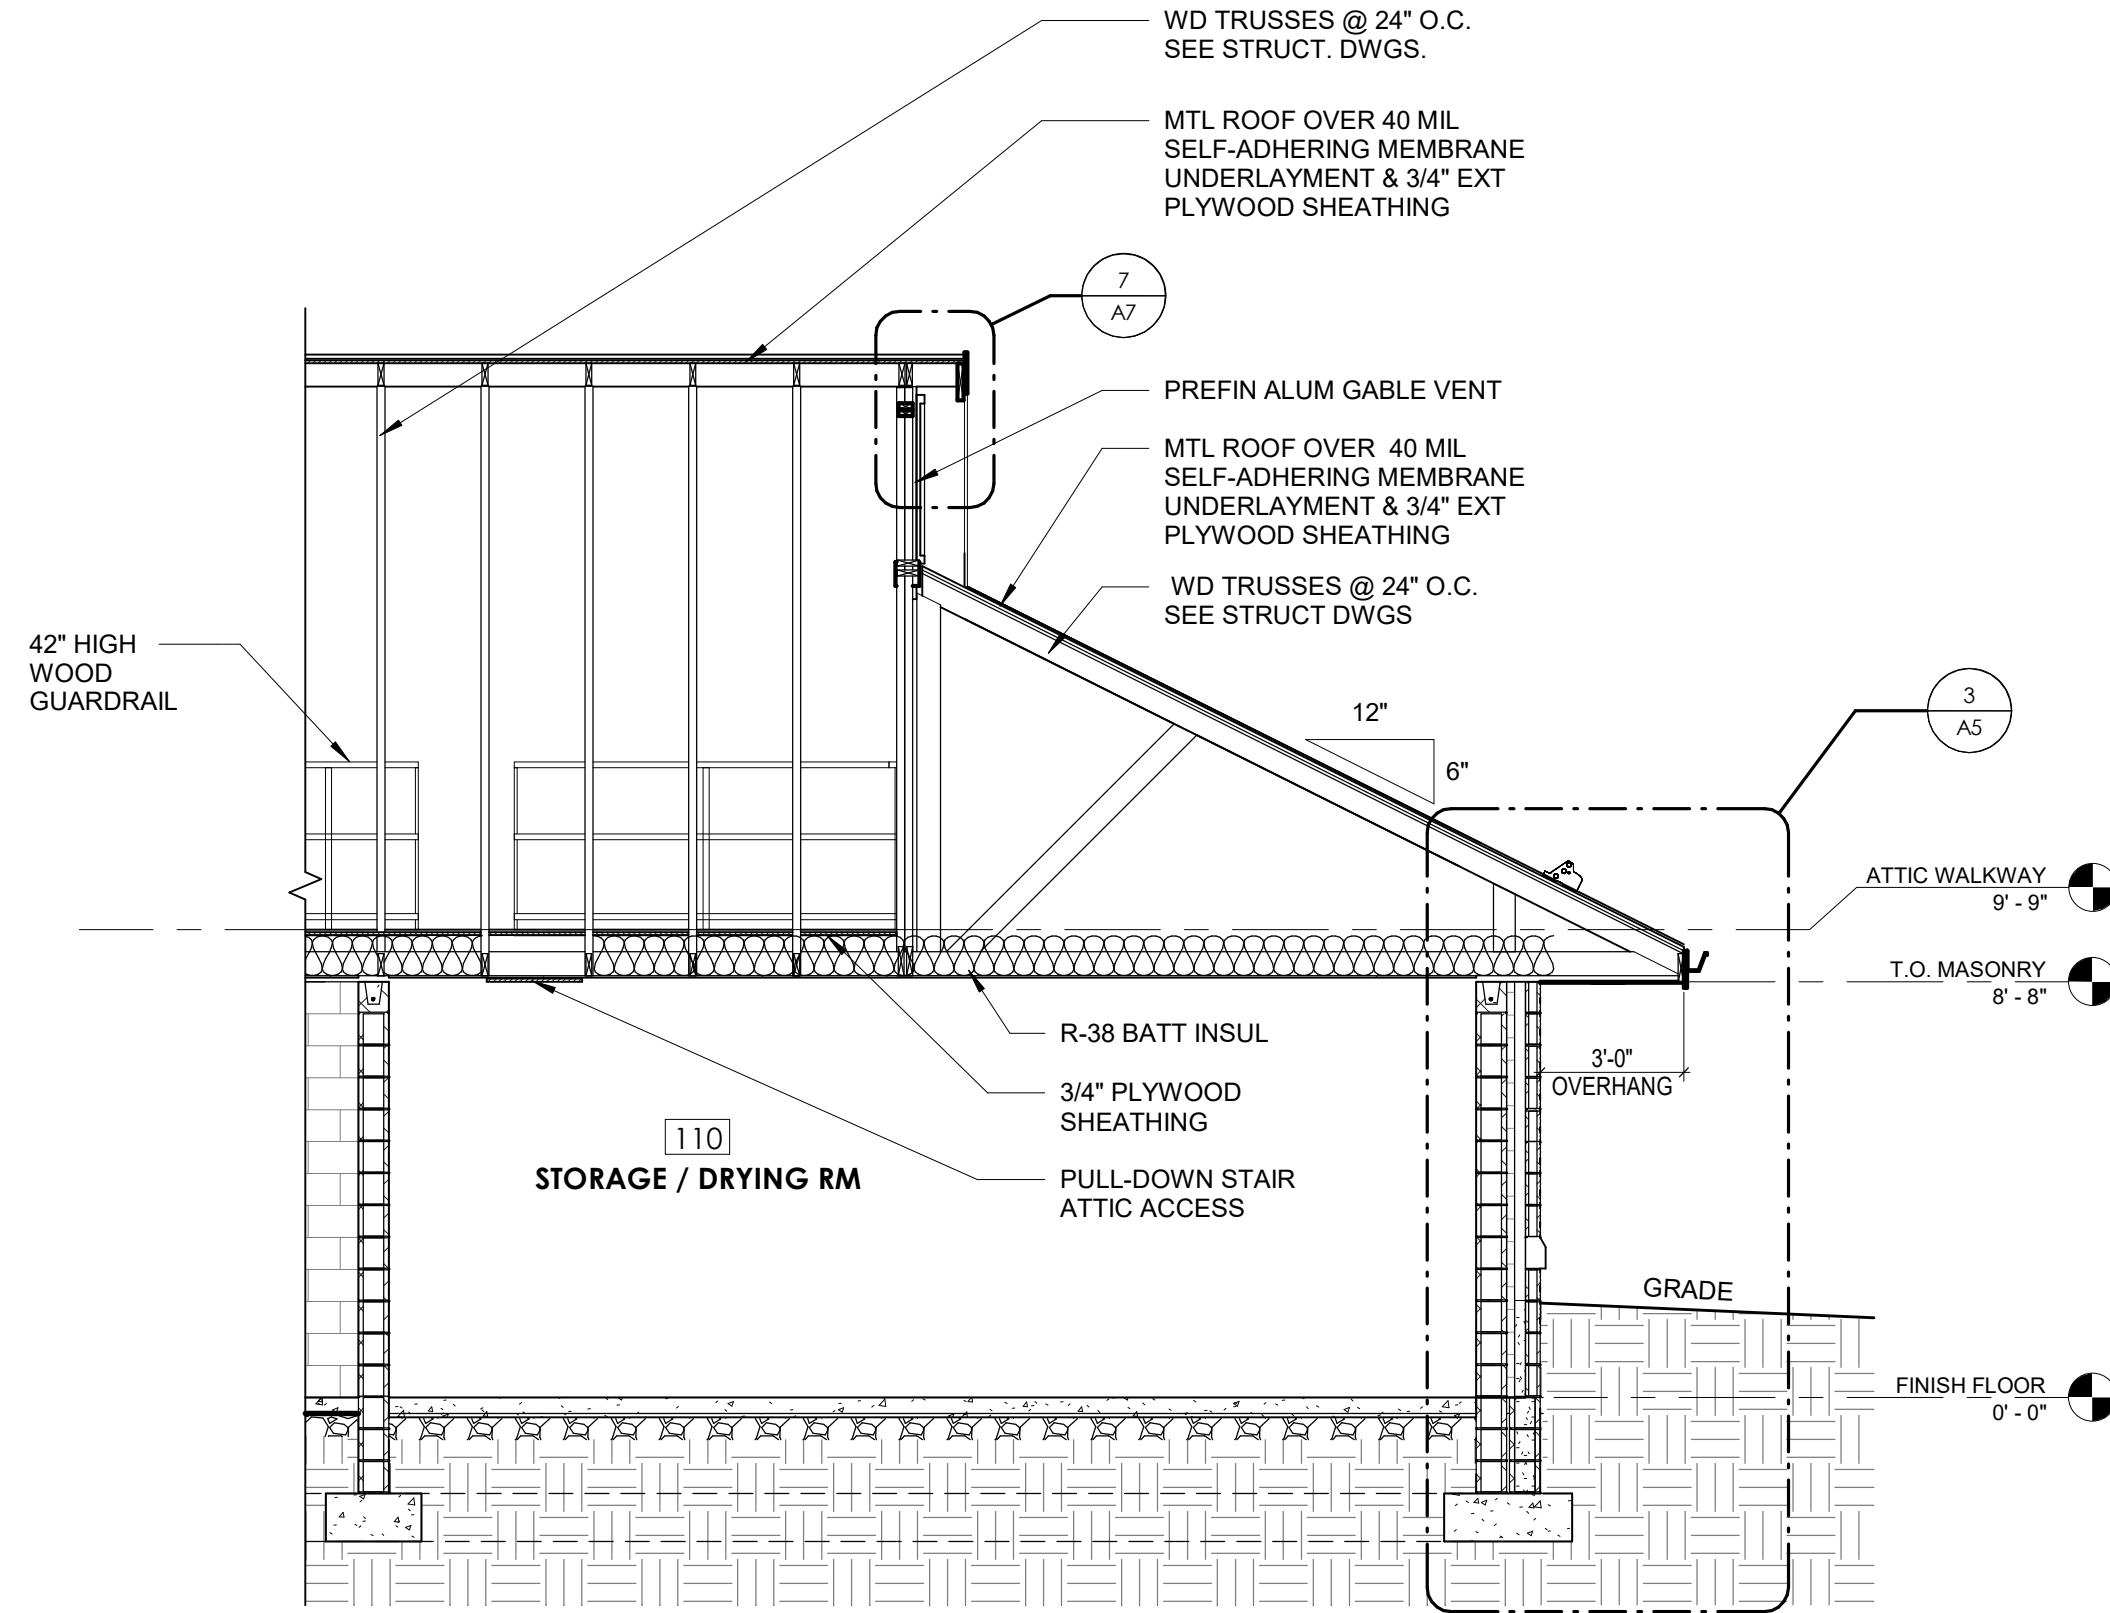 WD TRUSSES @ 24" O.C.
SEE STRUCT. DWGS.
MTL ROOF OVER 40 MIL
SELF-ADHERING MEMBRANE
UNDERLAYMENT & 3/4" EXT
PLYWOOD SHEATHING
7
A7
PREFIN ALUM GABLE VENT
MTL ROOF OVER 40 MIL
SELF-ADHERING MEMBRANE
UNDERLAYMENT & 3/4" EXT
PLYWOOD SHEATHING
WD TRUSSES @ 24" O.C.
SEE STRUCT DWGS
42" HIGH
WOOD
GUARDRAIL
12"
6"
3
A5
ATTIC WALKWAY
9' - 9"
T.O. MASONRY
8' - 8"
R-38 BATT INSUL
3'-0"
OVERHANG
3/4" PLYWOOD
SHEATHING
110
STORAGE / DRYING RM
PULL-DOWN STAIR
ATTIC ACCESS
GRADE
FINISH FLOOR
0' - 0"